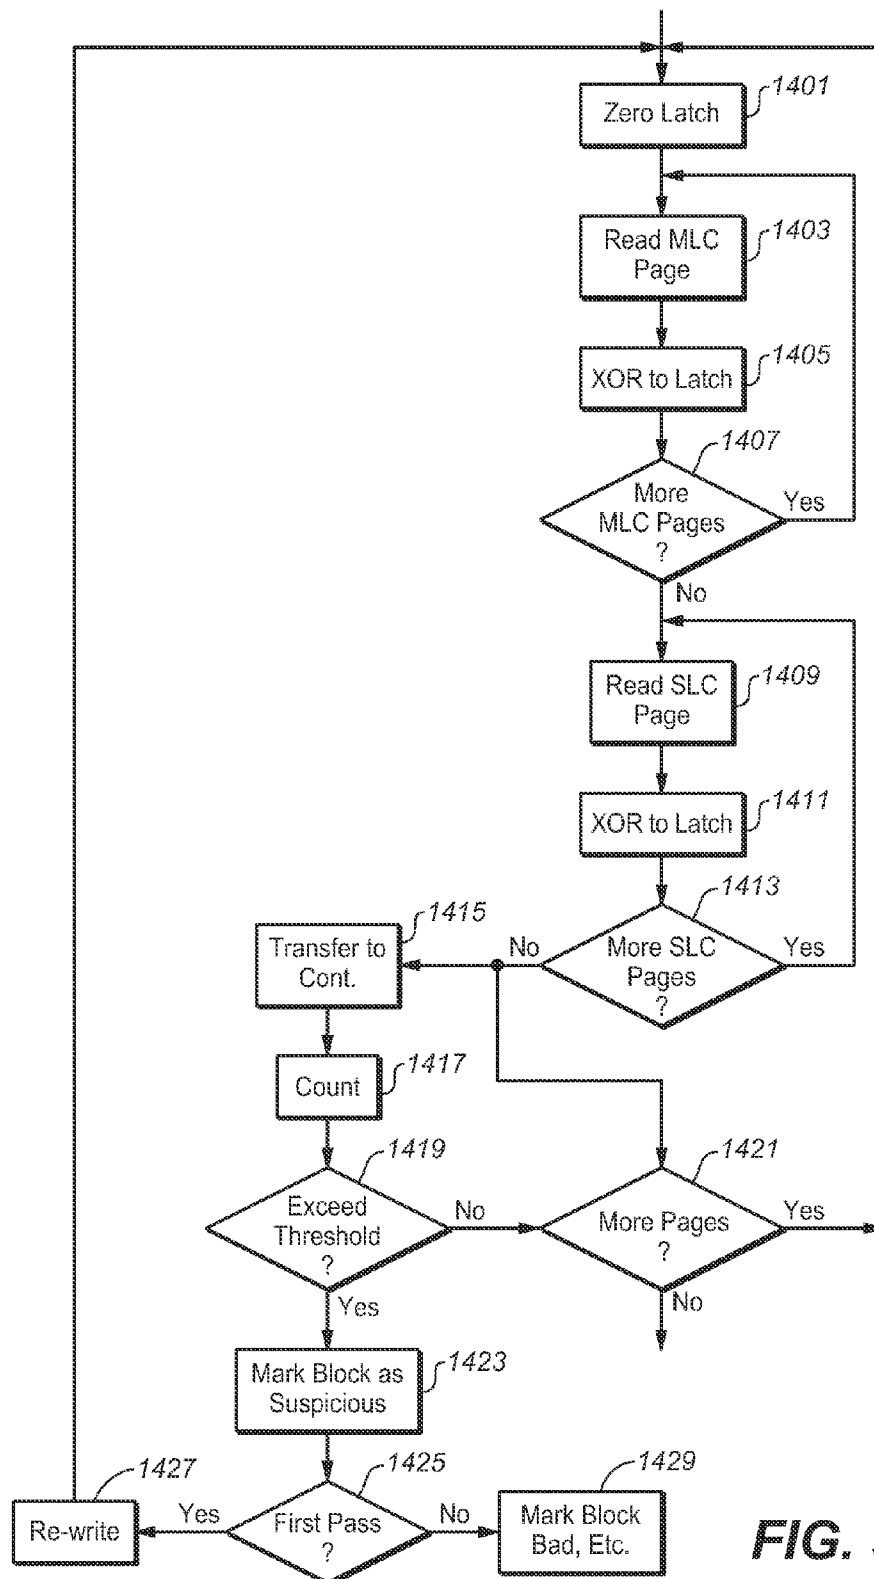 1401
Zero Latch
1403
Read MLC
Page
1405
XOR to Latch
1407
More
MLC Pages
?
Yes
No
1409
Read SLC
Page
1411
XOR to Latch
1413
More SLC
Pages
?
Yes
No
1415
Transfer to
Cont.
1417
Count
1419
Exceed
Threshold
?
No
Yes
1421
More Pages
?
Yes
No
1423
Mark Block as
Suspicious
1425
First Pass
?
Yes
No
1427
Re-write
1429
Mark Block
Bad, Etc.
FIG.